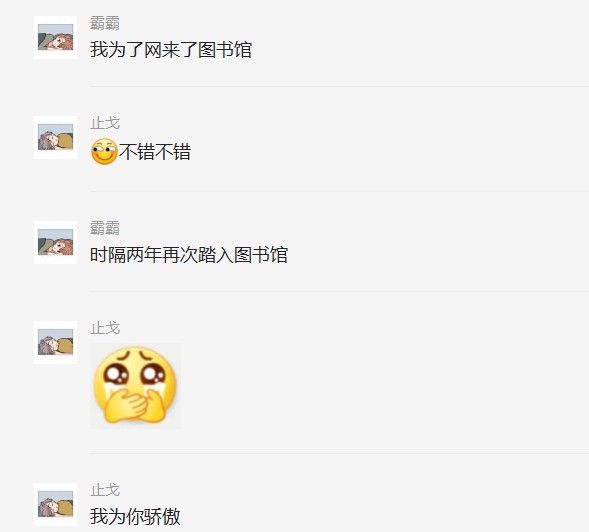 霸霸
我为了网来了图书馆
止戈
不错不错
霸霸
时隔两年再次踏入图书馆
止戈
止戈
我为你骄傲